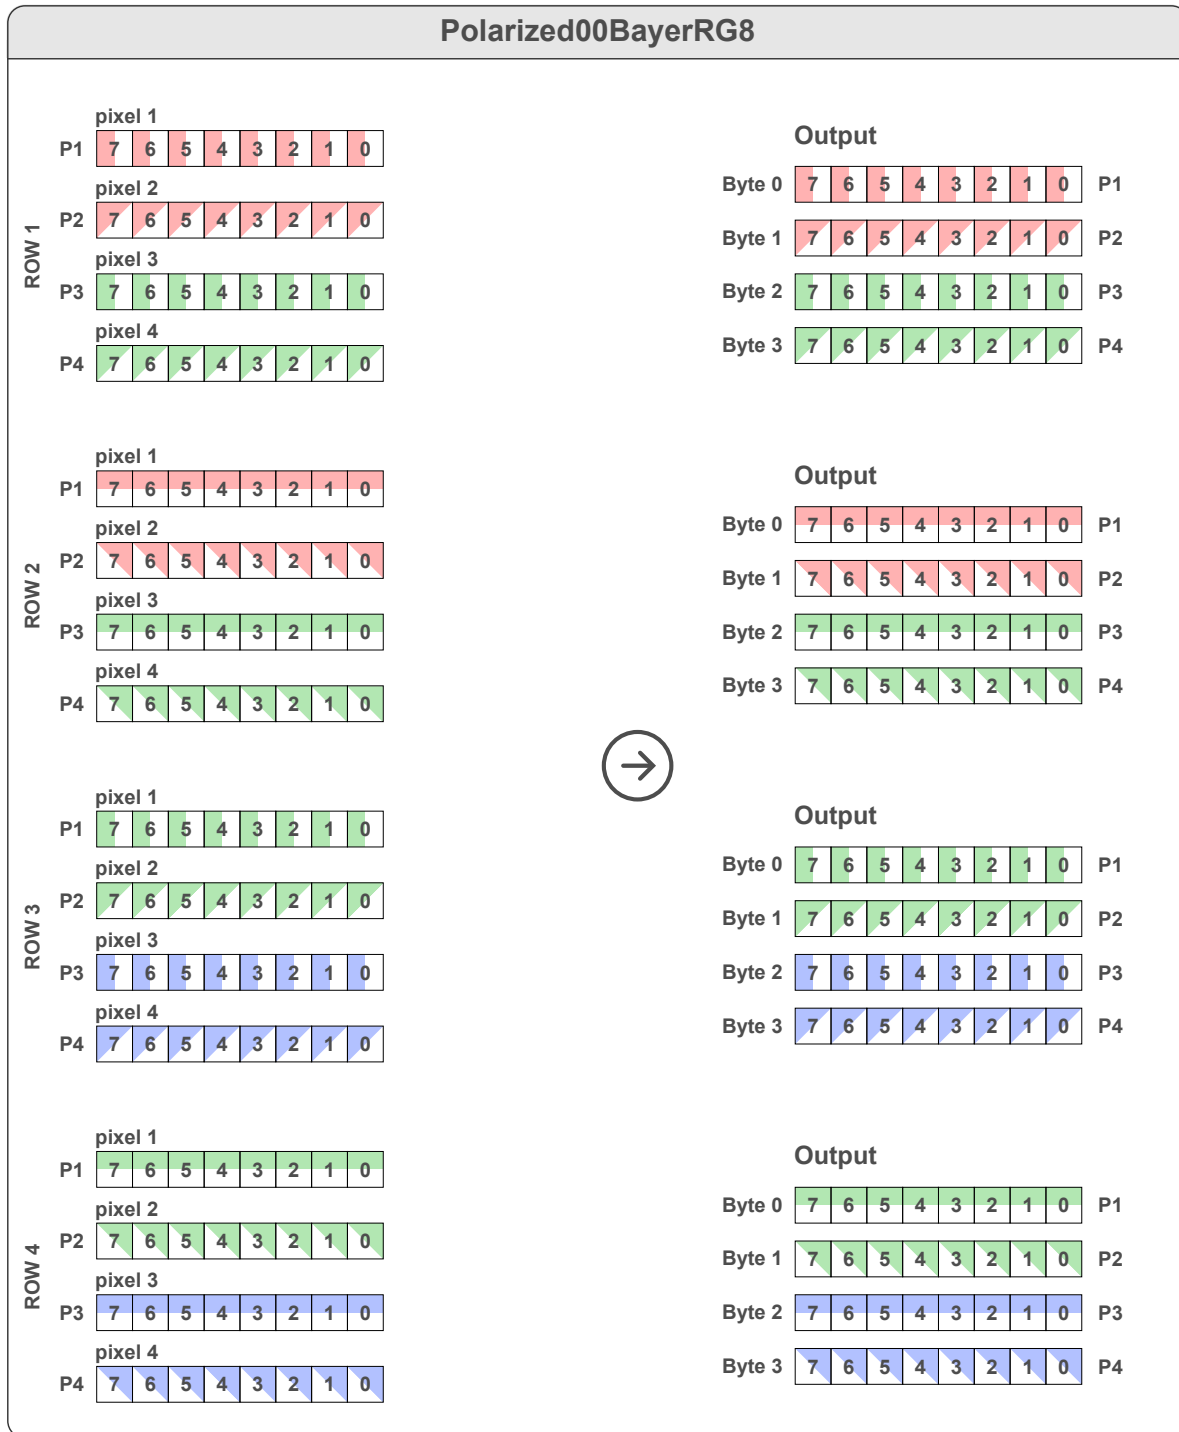 Polarized00BayerRG8
ROW 1
pixel 1
P1 7 6 5 4 3 2 1 0
pixel 2
P2 7 6 5 4 3 2 1 0
pixel 3
P3 7 6 5 4 3 2 1 0
pixel 4
P4 7 6 5 4 3 2 1 0
Output
Byte 0 7 6 5 4 3 2 1 0 P1
Byte 1 7 6 5 4 3 2 1 0 P2
Byte 2 7 6 5 4 3 2 1 0 P3
Byte 3 7 6 5 4 3 2 1 0 P4
ROW 2
pixel 1
P1 7 6 5 4 3 2 1 0
pixel 2
P2 7 6 5 4 3 2 1 0
pixel 3
P3 7 6 5 4 3 2 1 0
pixel 4
P4 7 6 5 4 3 2 1 0
Output
Byte 0 7 6 5 4 3 2 1 0 P1
Byte 1 7 6 5 4 3 2 1 0 P2
Byte 2 7 6 5 4 3 2 1 0 P3
Byte 3 7 6 5 4 3 2 1 0 P4
ROW 3
pixel 1
P1 7 6 5 4 3 2 1 0
pixel 2
P2 7 6 5 4 3 2 1 0
pixel 3
P3 7 6 5 4 3 2 1 0
pixel 4
P4 7 6 5 4 3 2 1 0
Output
Byte 0 7 6 5 4 3 2 1 0 P1
Byte 1 7 6 5 4 3 2 1 0 P2
Byte 2 7 6 5 4 3 2 1 0 P3
Byte 3 7 6 5 4 3 2 1 0 P4
ROW 4
pixel 1
P1 7 6 5 4 3 2 1 0
pixel 2
P2 7 6 5 4 3 2 1 0
pixel 3
P3 7 6 5 4 3 2 1 0
pixel 4
P4 7 6 5 4 3 2 1 0
Output
Byte 0 7 6 5 4 3 2 1 0 P1
Byte 1 7 6 5 4 3 2 1 0 P2
Byte 2 7 6 5 4 3 2 1 0 P3
Byte 3 7 6 5 4 3 2 1 0 P4